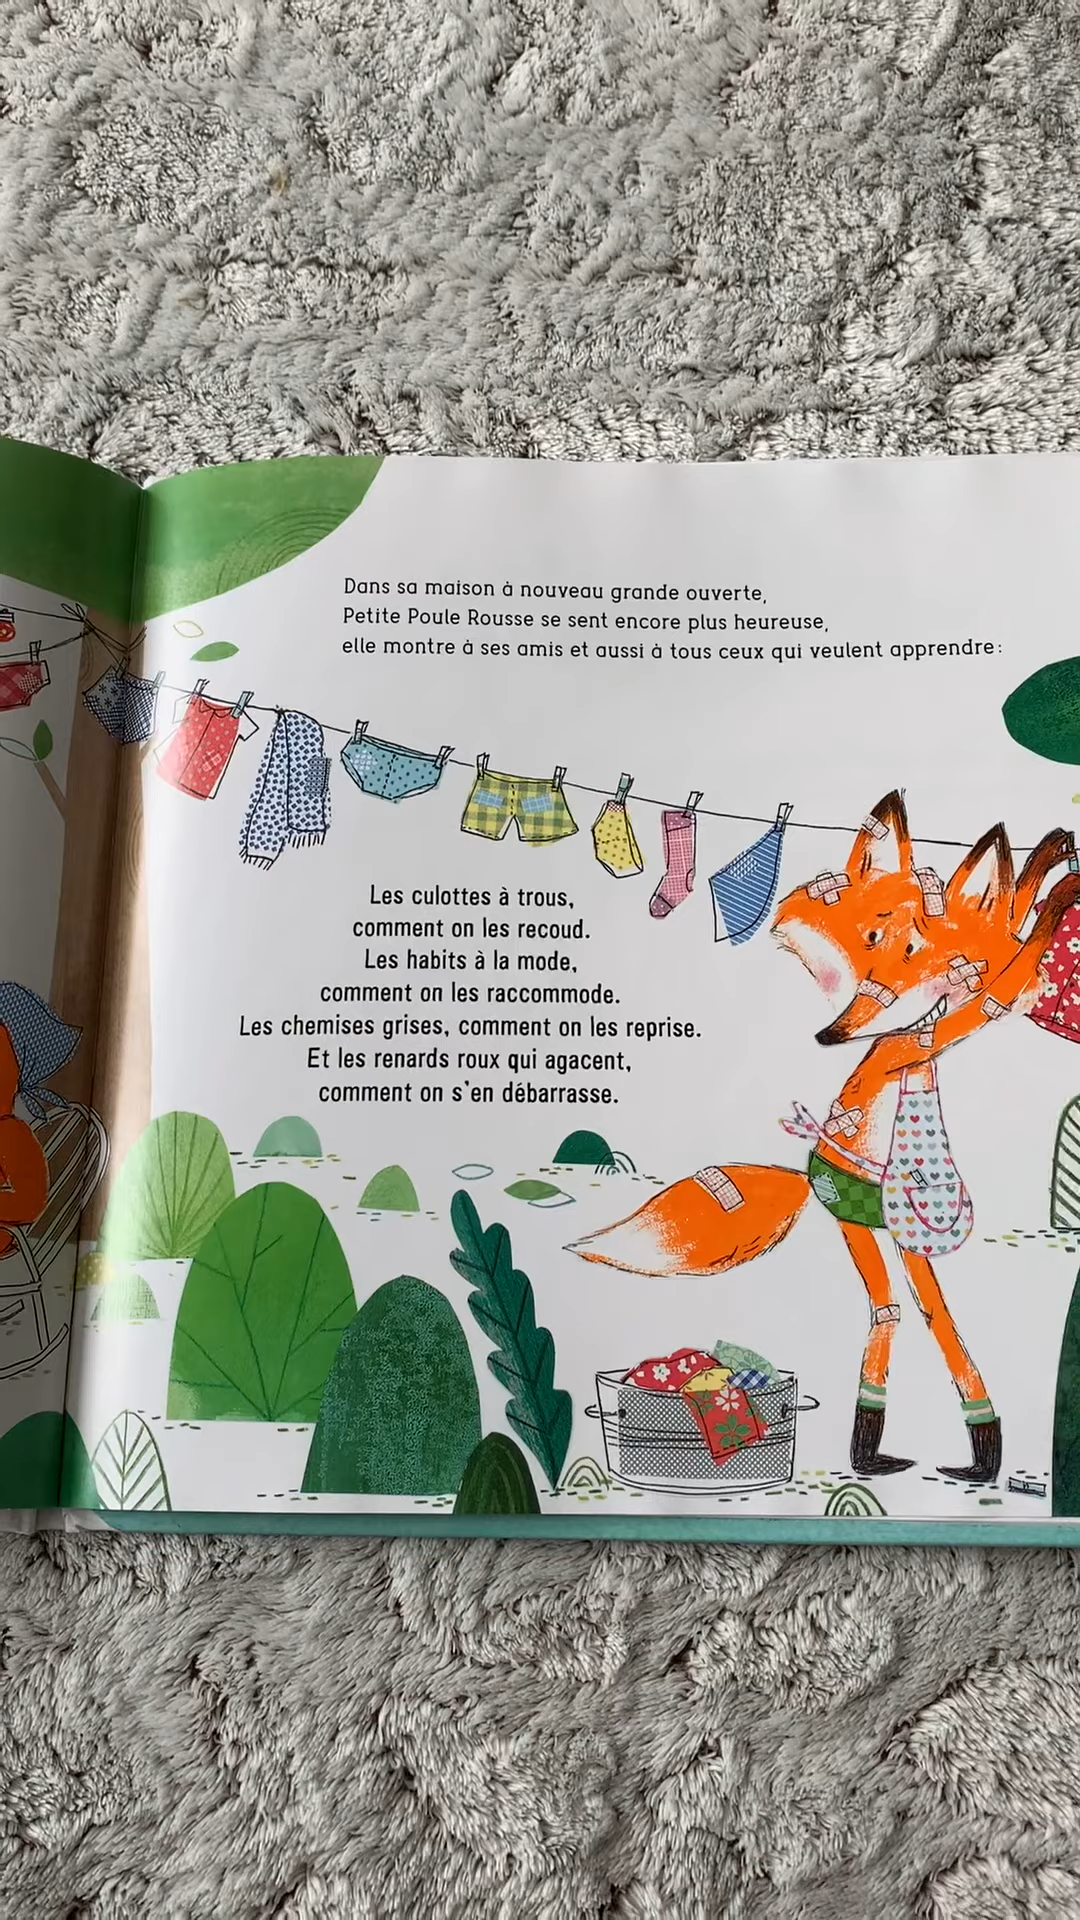 Dans sa maison à nouveau grande ouverte,
Petite Poule Rousse se sent encore plus heureuse,
elle montre à ses amis et aussi à tous ceux qui veulent apprendre :
Les culottes à trous,
comment on les recoud.
Les habits à la mode,
comment on les raccommode.
Les chemises grises, comment on les reprise.
Et les renards roux qui agacent,
comment on s'en débarrasse.